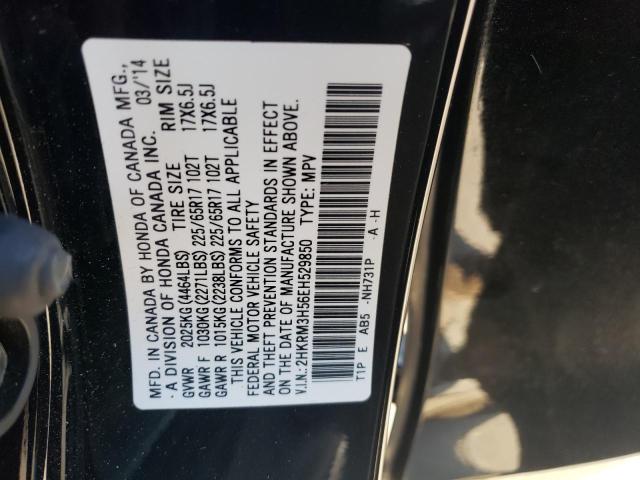 MFD. IN CANADA BY HONDA OF CANADA MFG.,
A DIVISION OF HONDA CANADA INC. 03/'14
TIRE SIZE RIM SIZE
GVWR 2025KG (4464LBS)
GAWR F 1030KG (2271LBS) 225/65R17 102T 17X6.5J
GAWR R 1015KG (2238LBS) 225/65R17 102T 17X6.5J
THIS VEHICLE CONFORMS TO ALL APPLICABLE
FEDERAL MOTOR VEHICLE SAFETY
AND THEFT PREVENTION STANDARDS IN EFFECT
ON THE DATE OF MANUFACTURE SHOWN ABOVE.
V.I.N.: 2HKRM3H56EH529850 TYPE: MPV
T1P E AB5 -NH731P -A -H